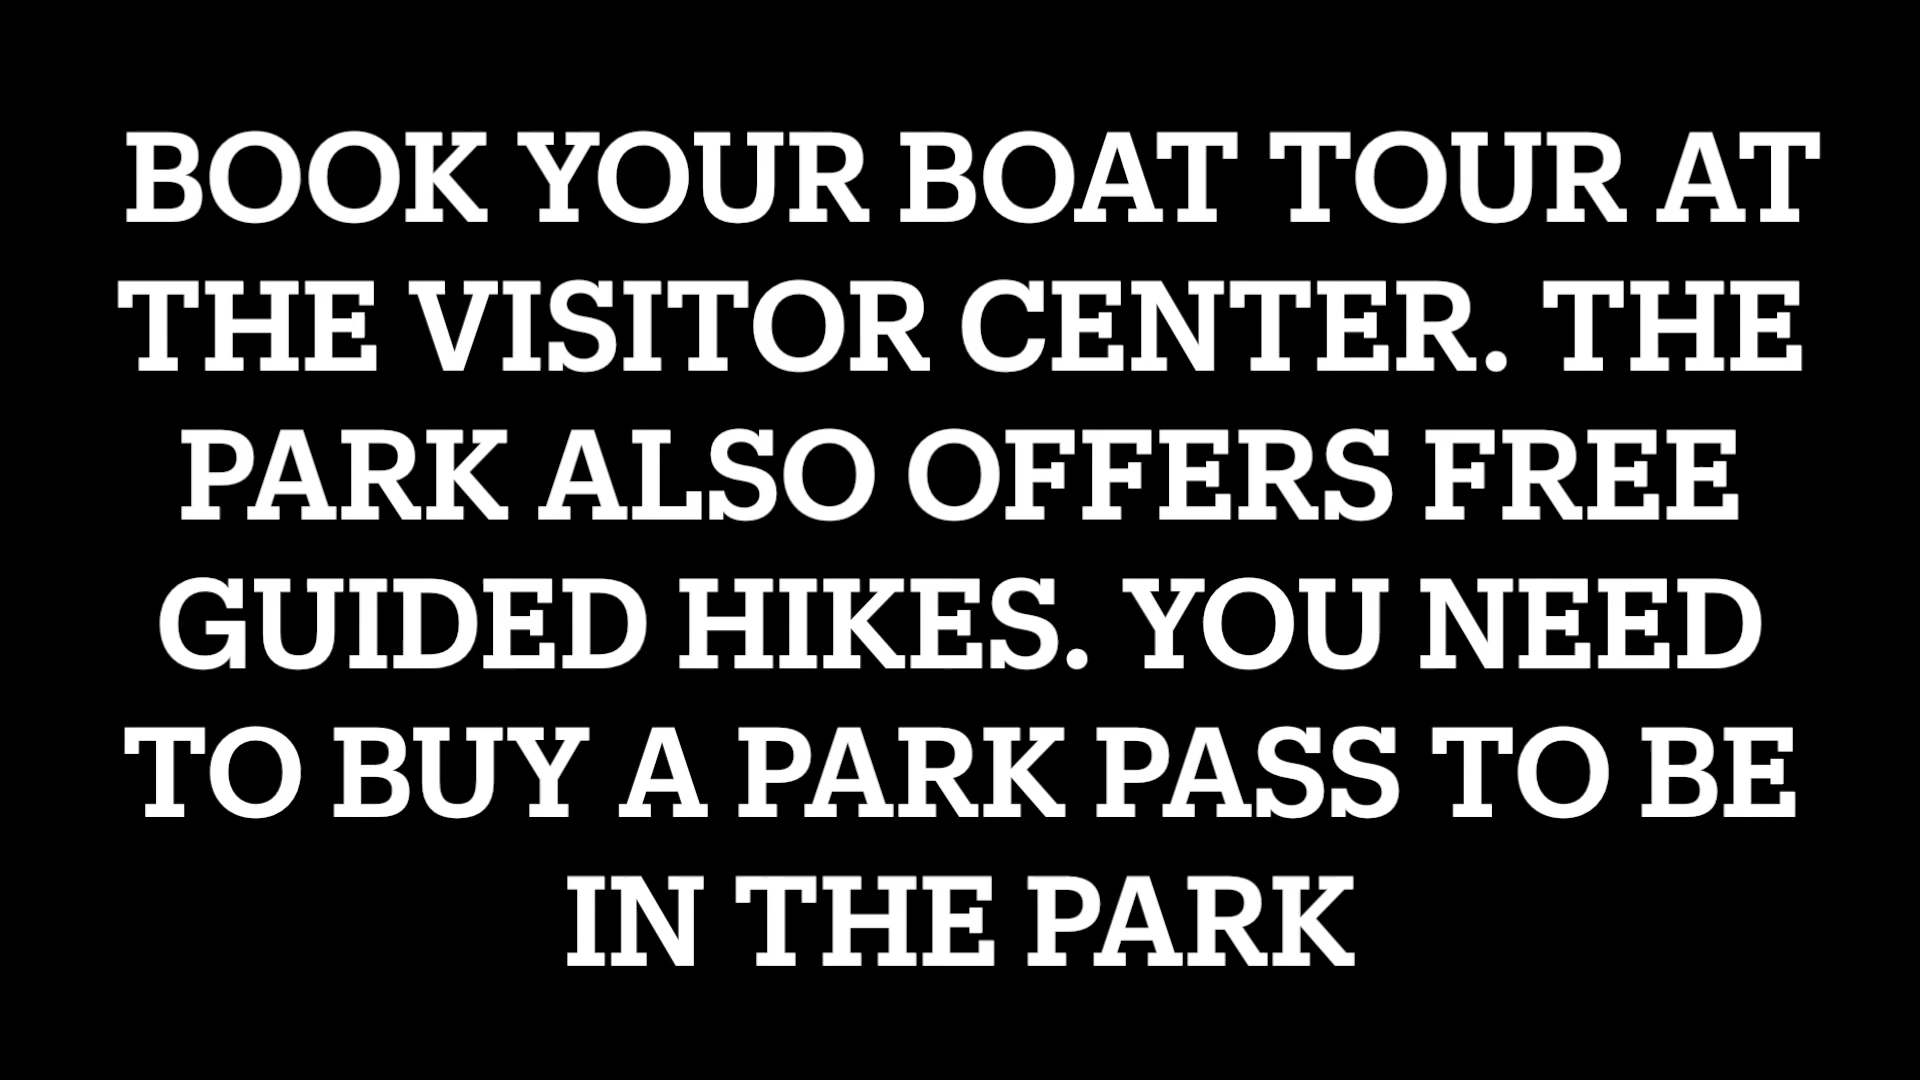 BOOK YOUR BOAT TOUR AT
THE VISITOR CENTER. THE
PARK ALSO OFFERS FREE
GUIDED HIKES. YOU NEED
TO BUY A PARK PASS TO BE
IN THE PARK